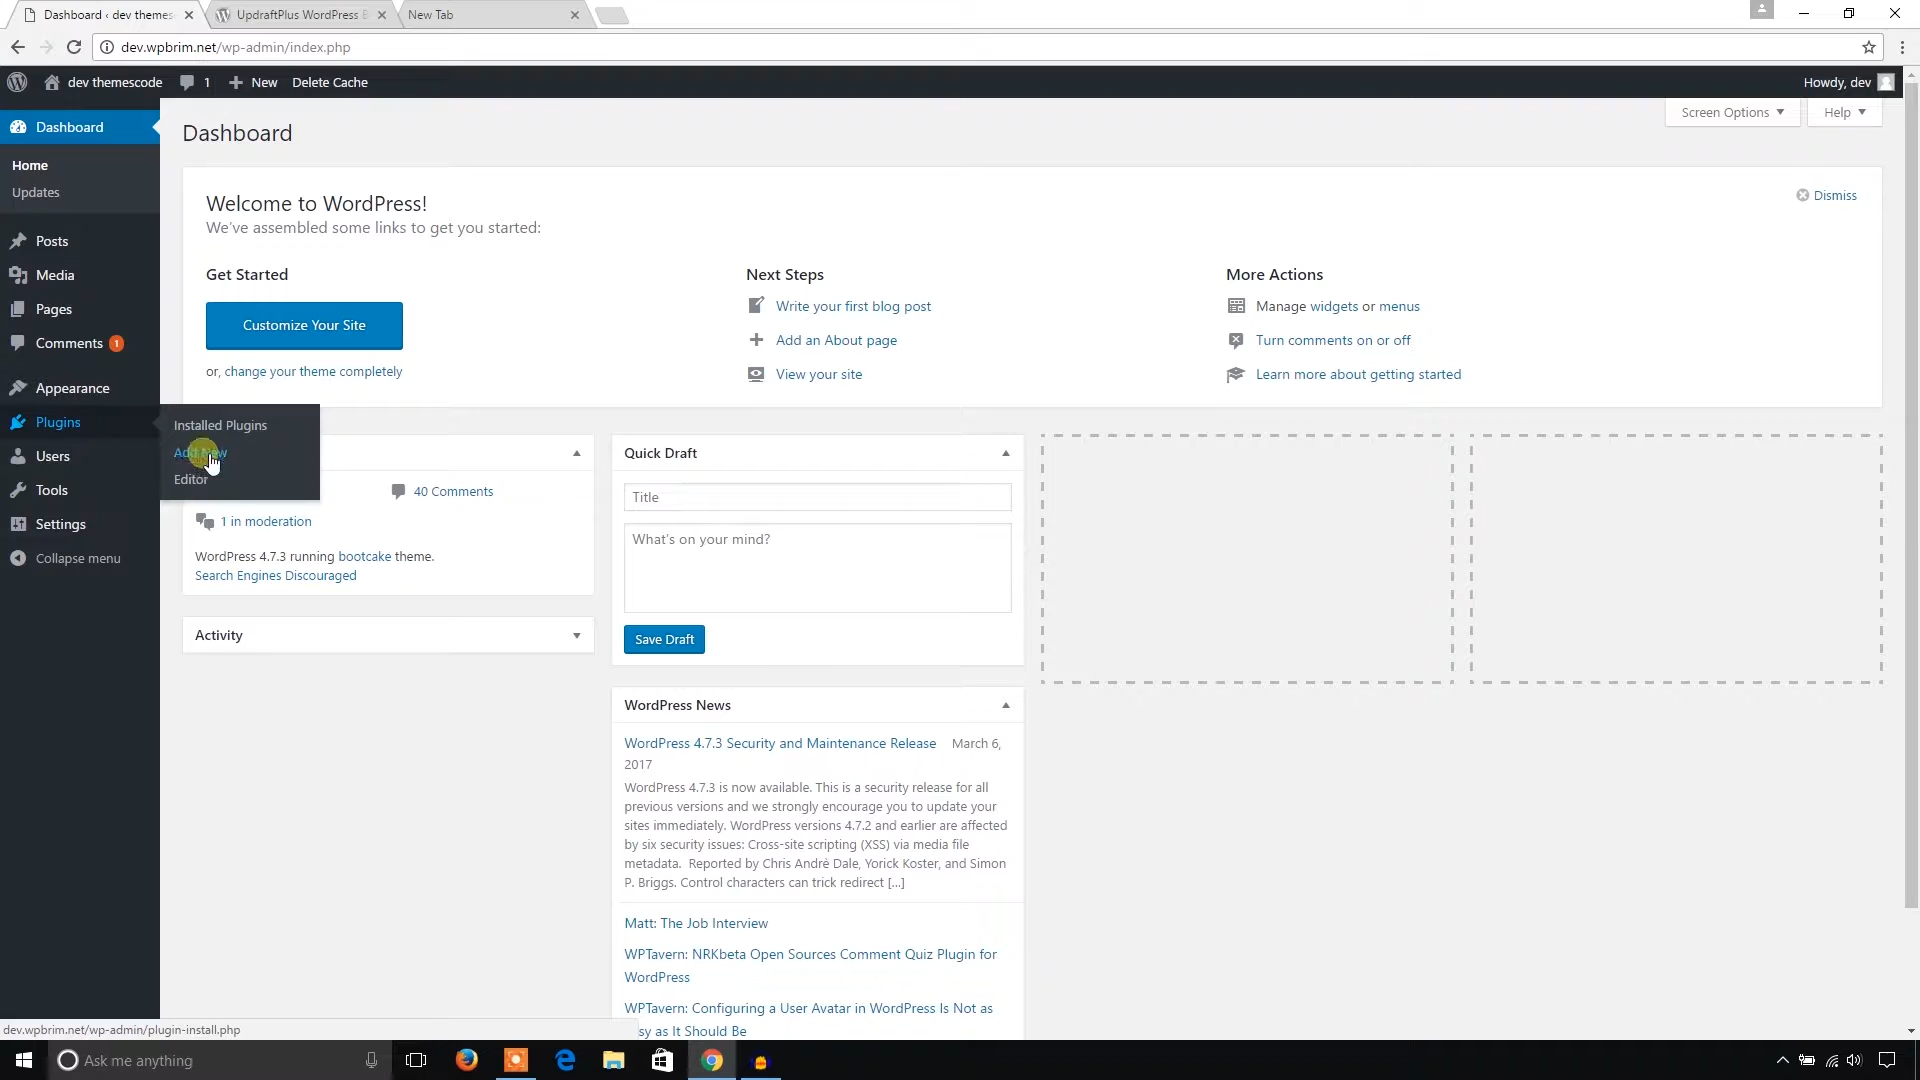 Dashboard ‹ dev themes
UpdraftPlus WordPress B
New Tab
dev.wpbrim.net/wp-admin/index.php
dev themescode
1
New
Delete Cache
Howdy, dev
Dashboard
Home
Updates
Posts
Media
Pages
Comments 1
Appearance
Plugins
Users
Tools
Settings
Collapse menu
Installed Plugins
Add New
Editor
Dashboard
Screen Options
Help
Welcome to WordPress!
We've assembled some links to get you started:
Dismiss
Get Started
Customize Your Site
or, change your theme completely
Next Steps
Write your first blog post
Add an About page
View your site
More Actions
Manage widgets or menus
Turn comments on or off
Learn more about getting started
40 Comments
1 in moderation
WordPress 4.7.3 running bootcake theme.
Search Engines Discouraged
Activity
Quick Draft
Title
What's on your mind?
Save Draft
WordPress News
WordPress 4.7.3 Security and Maintenance Release March 6,
2017
WordPress 4.7.3 is now available. This is a security release for all
previous versions and we strongly encourage you to update your
sites immediately. WordPress versions 4.7.2 and earlier are affected
by six security issues: Cross-site scripting (XSS) via media file
metadata. Reported by Chris André Dale, Yorick Koster, and Simon
P. Briggs. Control characters can trick redirect [...]
Matt: The Job Interview
WPTavern: NRKbeta Open Sources Comment Quiz Plugin for
WordPress
WPTavern: Configuring a User Avatar in WordPress Is Not as
sy as It Should Be
dev.wpbrim.net/wp-admin/plugin-install.php
Ask me anything